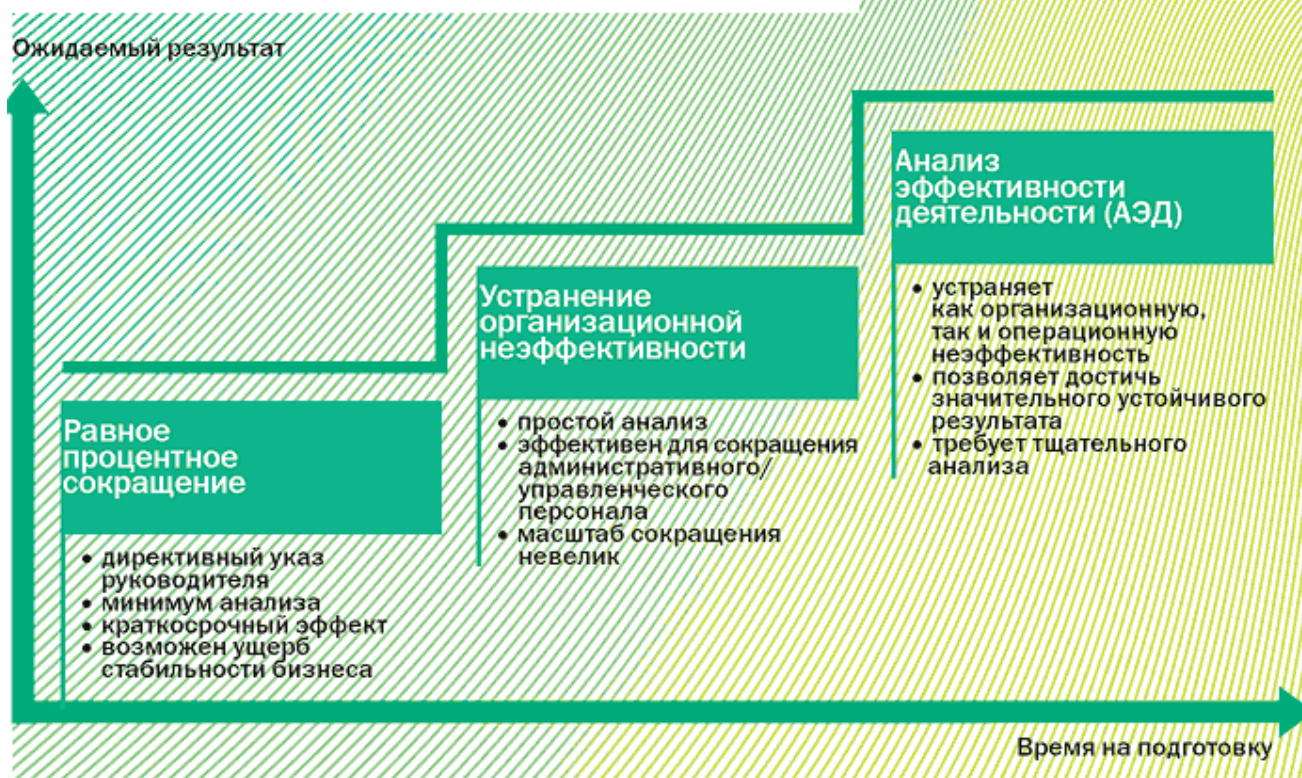 Ожидаемый результат
Равное
процентное
сокращение
• директивный указ
руководителя
• минимум анализа
• краткосрочный эффект
• возможен ущерб
стабильности бизнеса
Устранение
организационной
неэффективности
• простой анализ
• эффективен для сокращения
административного/
управленческого
персонала
• масштаб сокращения
невелик
Анализ
эффективности
деятельности (АЭД)
• устраняет
как организационную,
так и операционную
неэффективность
• позволяет достичь
значительного устойчивого
результата
• требует тщательного
анализа
Время на подготовку